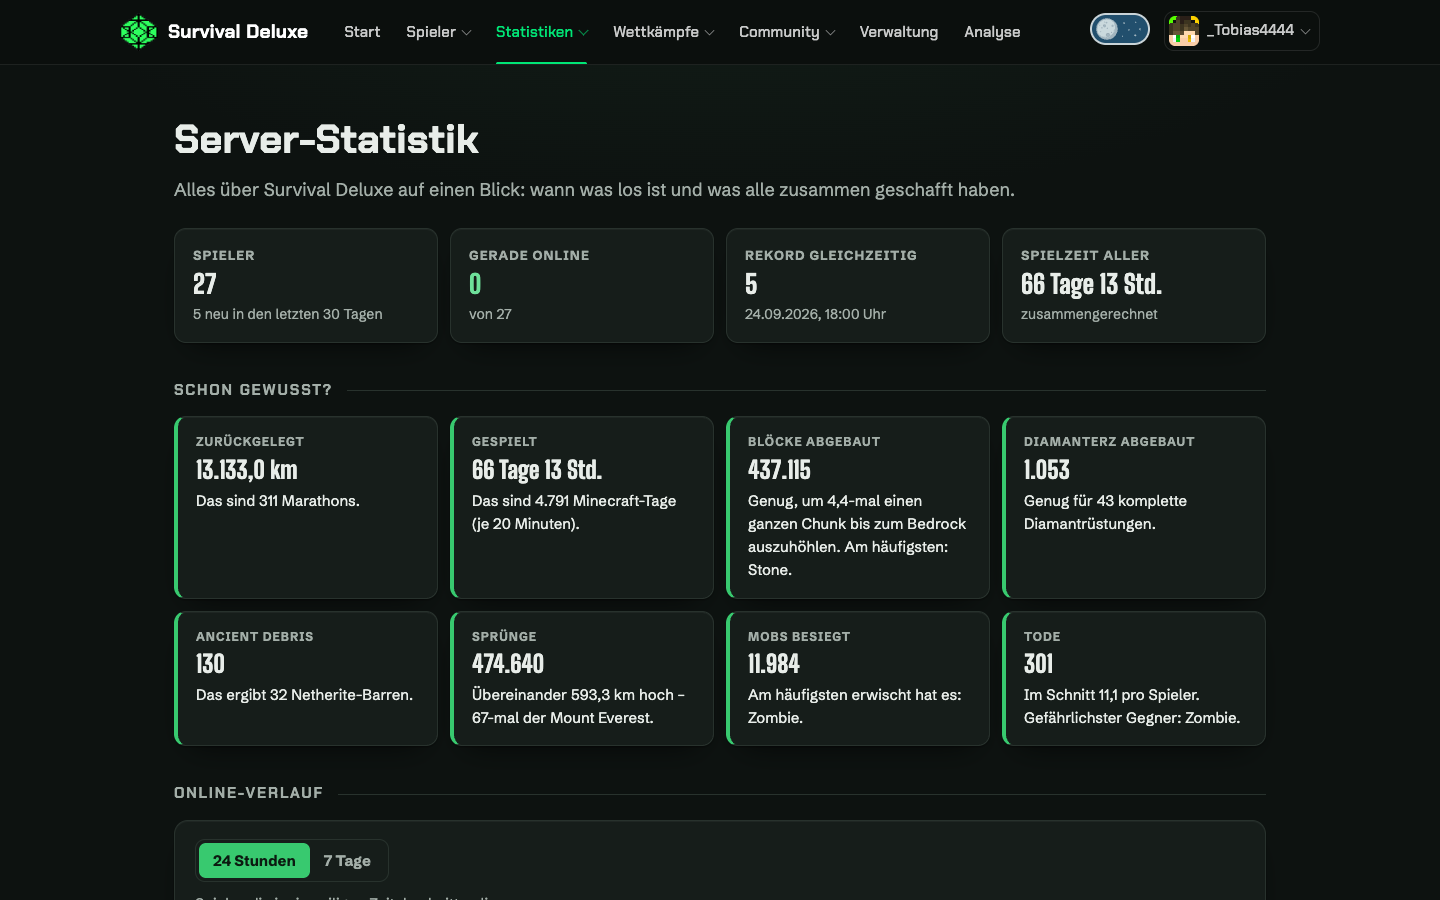 Survival Deluxe
Start
Spieler
Statistiken
Wettkämpfe
Community
Verwaltung
Analyse
_Tobias4444
Server-Statistik
Alles über Survival Deluxe auf einen Blick: wann was los ist und was alle zusammen geschafft haben.
SPIELER
27
5 neu in den letzten 30 Tagen
GERADE ONLINE
0
von 27
REKORD GLEICHZEITIG
5
24.09.2026, 18:00 Uhr
SPIELZEIT ALLER
66 Tage 13 Std.
zusammengerechnet
SCHON GEWUSST?
ZURÜCKGELEGT
13.133,0 km
Das sind 311 Marathons.
GESPIELT
66 Tage 13 Std.
Das sind 4.791 Minecraft-Tage
(je 20 Minuten).
BLÖCKE ABGEBAUT
437.115
Genug, um 4,4-mal einen
ganzen Chunk bis zum Bedrock
auszuhöhlen. Am häufigsten:
Stone.
DIAMANTERZ ABGEBAUT
1.053
Genug für 43 komplette
Diamantrüstungen.
ANCIENT DEBRIS
130
Das ergibt 32 Netherite-Barren.
SPRÜNGE
474.640
Übereinander 593,3 km hoch –
67-mal der Mount Everest.
MOBS BESIEGT
11.984
Am häufigsten erwischt hat es:
Zombie.
TODE
301
Im Schnitt 11,1 pro Spieler.
Gefährlichster Gegner: Zombie.
ONLINE-VERLAUF
24 Stunden
7 Tage